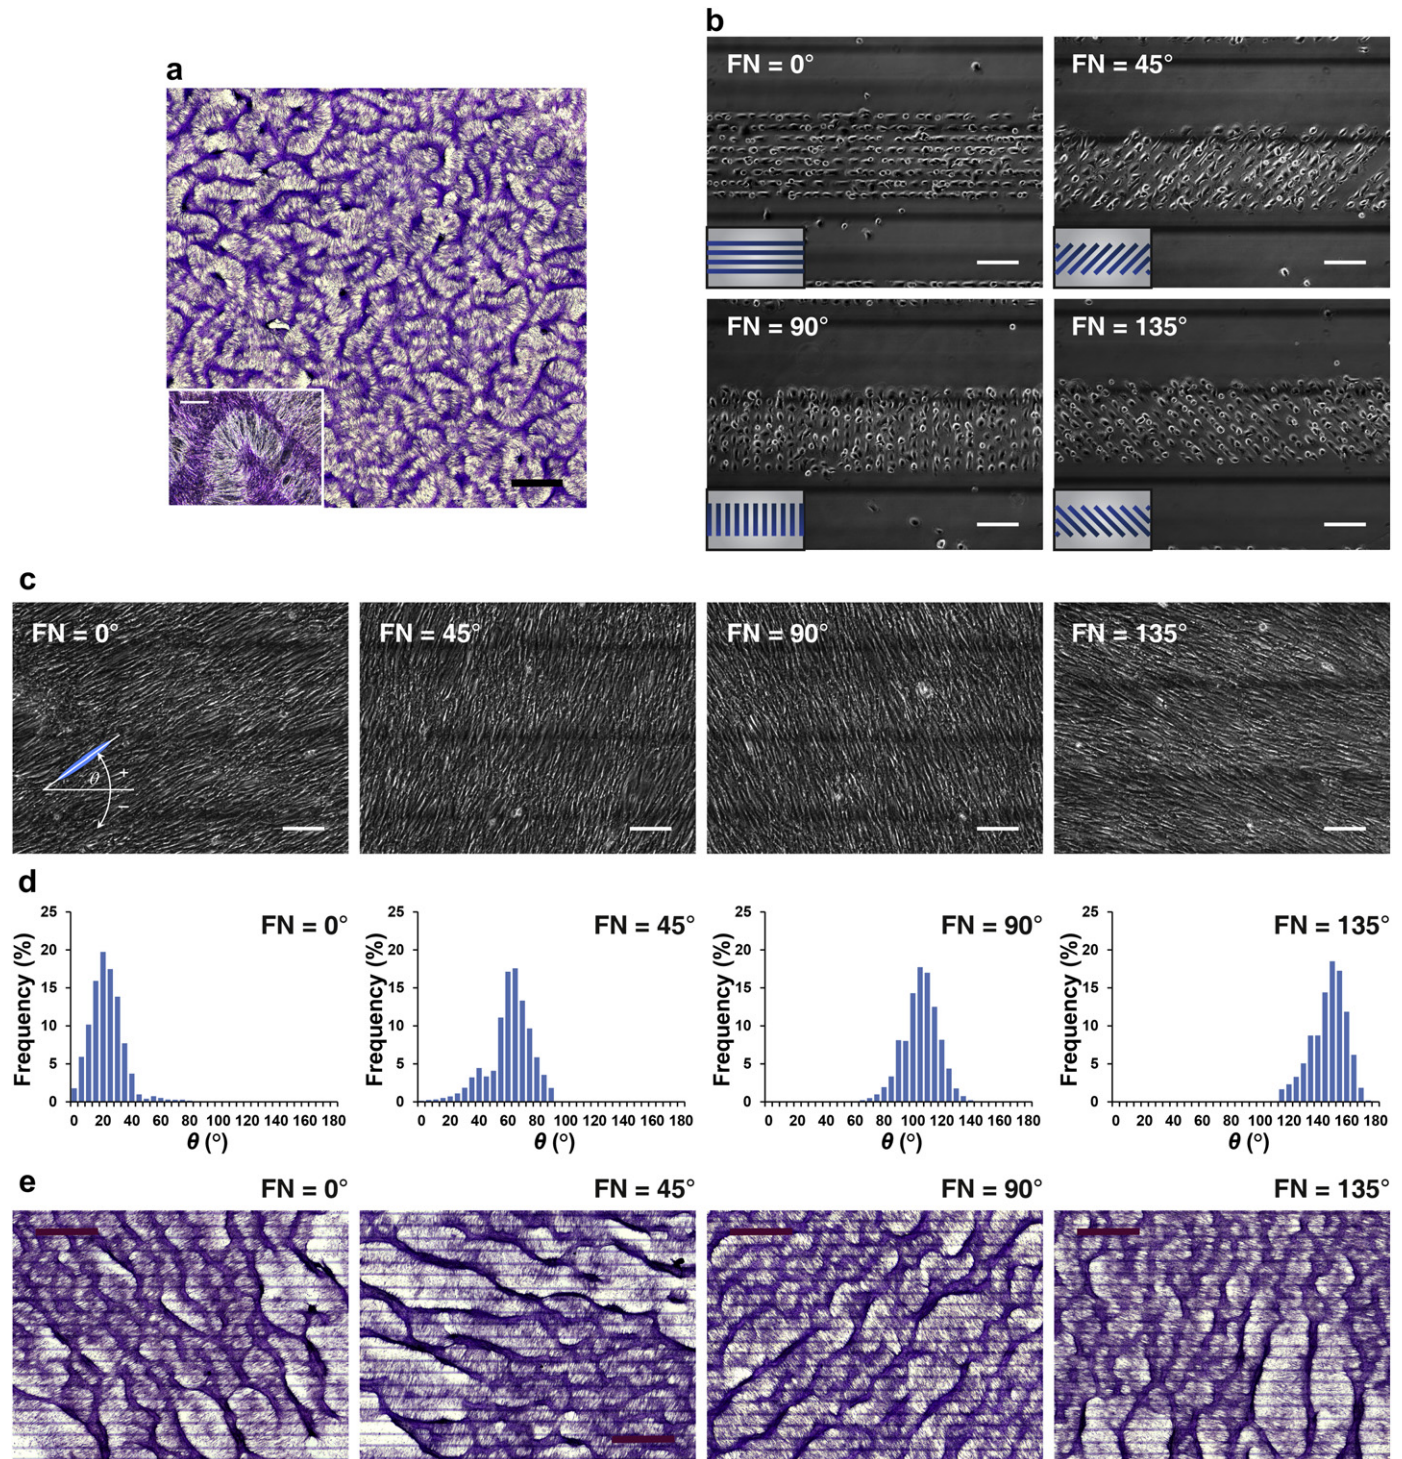 a
b
FN = 0°
FN = 45°
FN = 90°
FN = 135°
c
FN = 0°
FN = 45°
FN = 90°
FN = 135°
θ
+
−
d
FN = 0°
Frequency (%)
25
20
15
10
5
0
0 20 40 60 80 100 120 140 160 180
θ (°)
FN = 45°
Frequency (%)
25
20
15
10
5
0
0 20 40 60 80 100 120 140 160 180
θ (°)
FN = 90°
Frequency (%)
25
20
15
10
5
0
0 20 40 60 80 100 120 140 160 180
θ (°)
FN = 135°
Frequency (%)
25
20
15
10
5
0
0 20 40 60 80 100 120 140 160 180
θ (°)
e
FN = 0°
FN = 45°
FN = 90°
FN = 135°